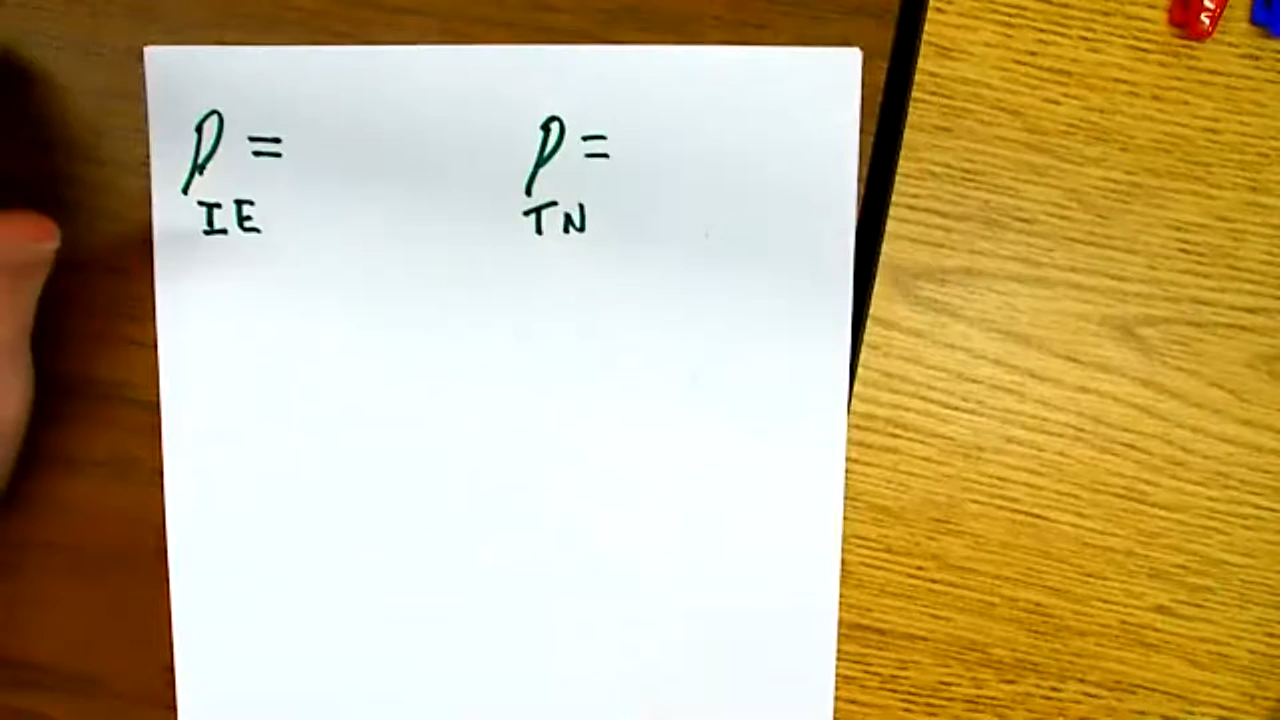 p = p =
IE TN